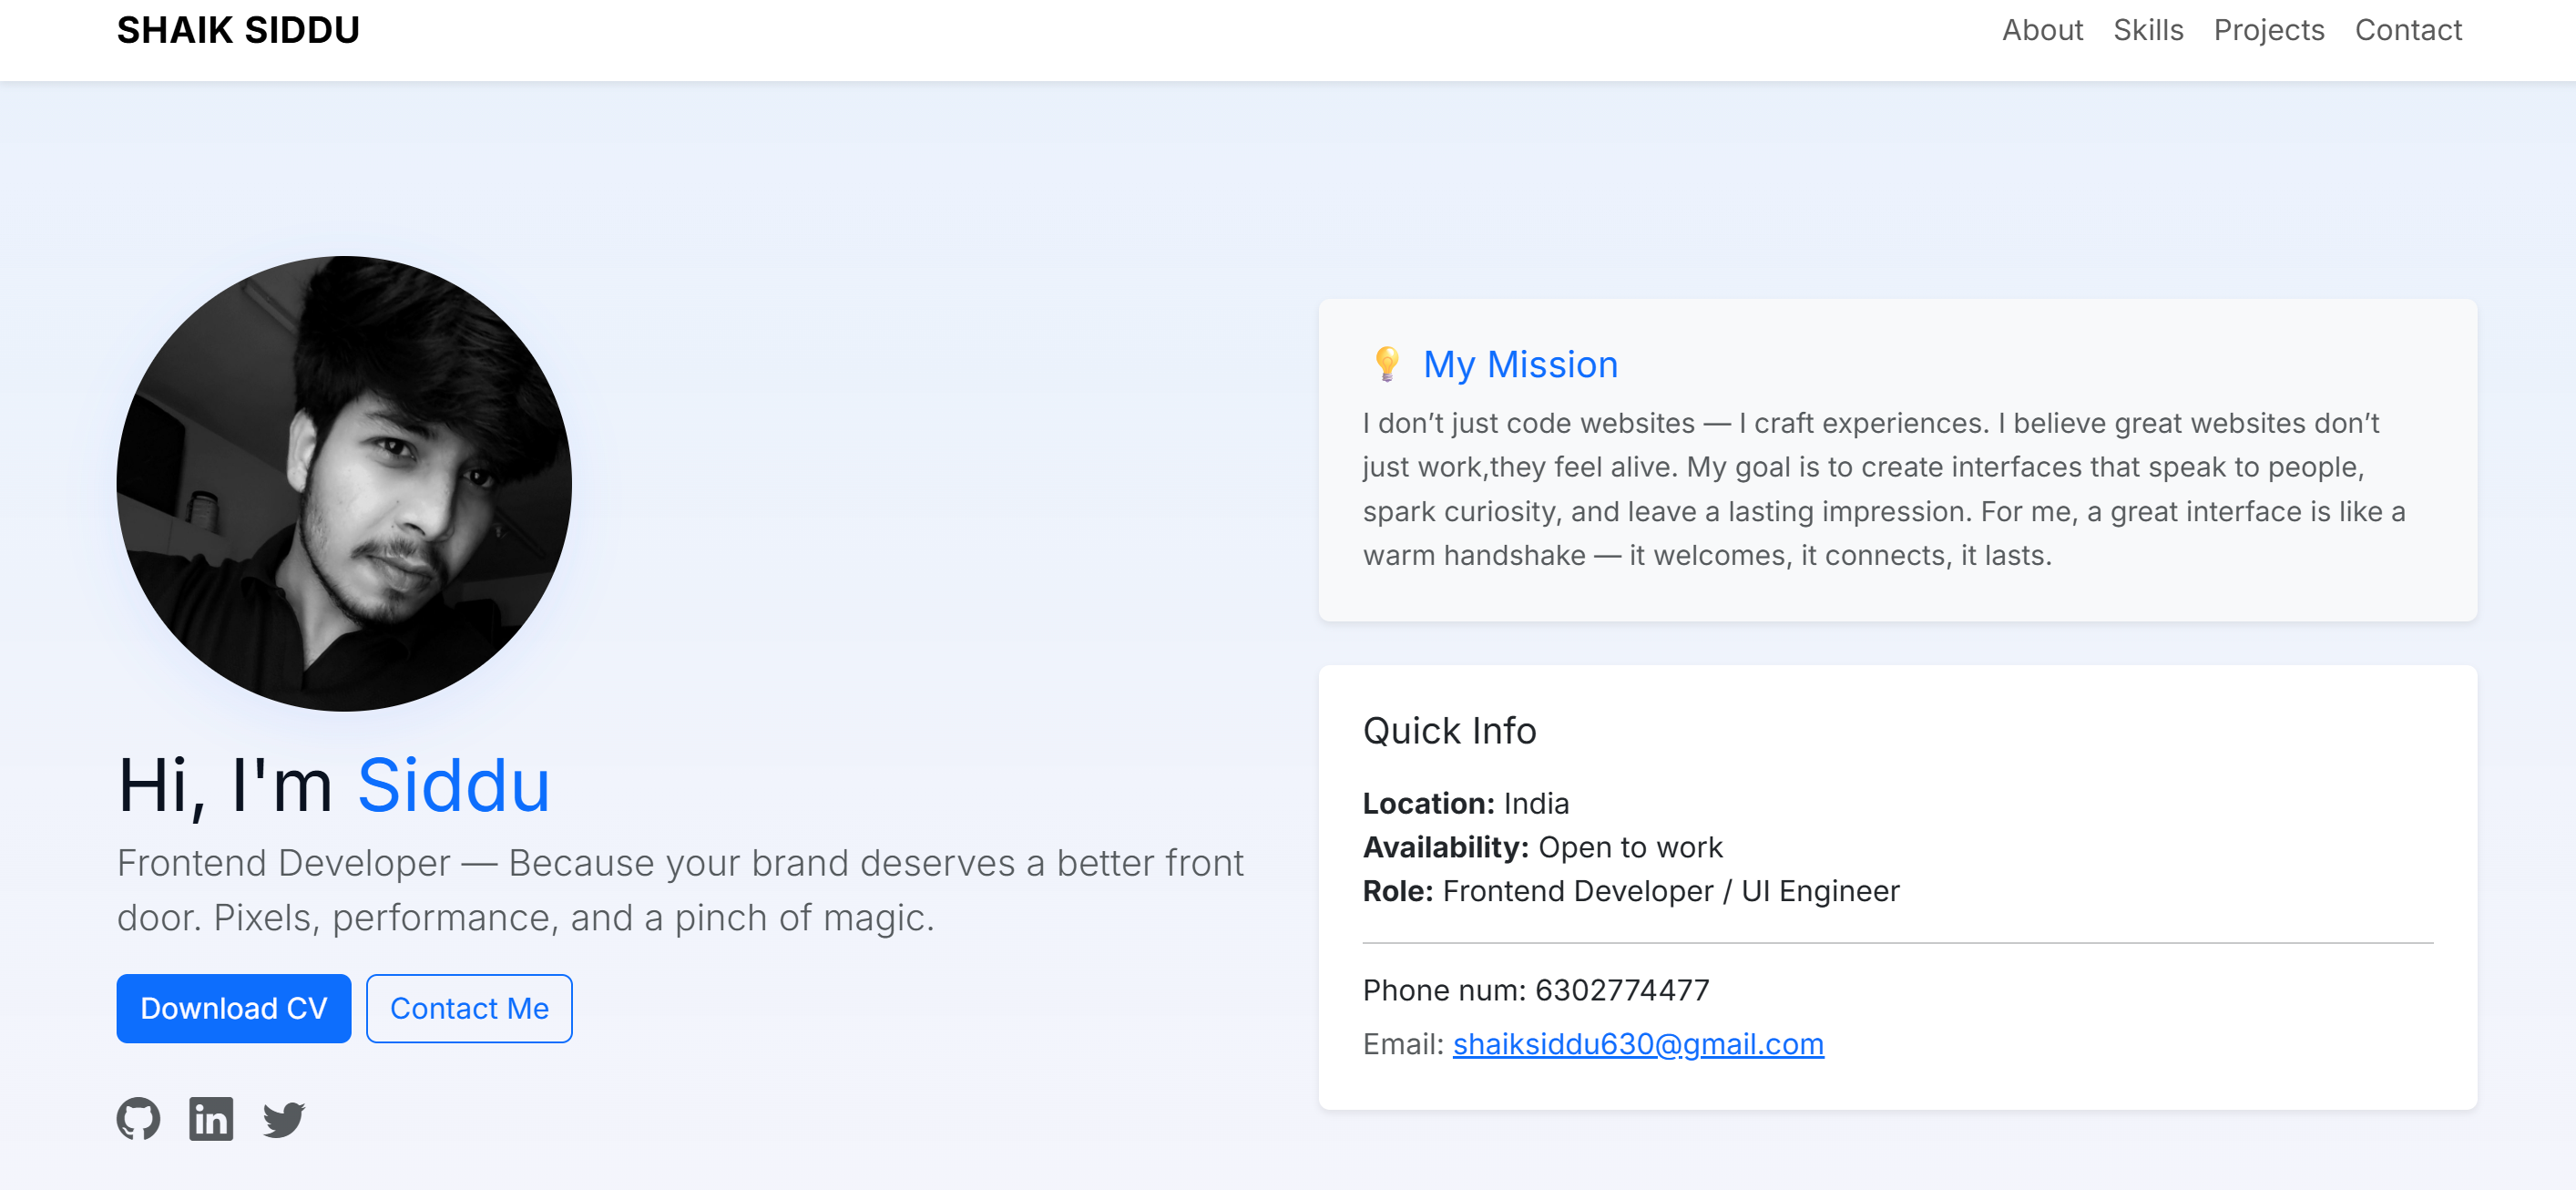 SHAIK SIDDU
About Skills Projects Contact
Hi, I'm Siddu
Frontend Developer — Because your brand deserves a better front
door. Pixels, performance, and a pinch of magic.
Download CV Contact Me
💡 My Mission
I don’t just code websites — I craft experiences. I believe great websites don’t
just work,they feel alive. My goal is to create interfaces that speak to people,
spark curiosity, and leave a lasting impression. For me, a great interface is like a
warm handshake — it welcomes, it connects, it lasts.
Quick Info
Location: India
Availability: Open to work
Role: Frontend Developer / UI Engineer
Phone num: 6302774477
Email: shaiksiddu630@gmail.com